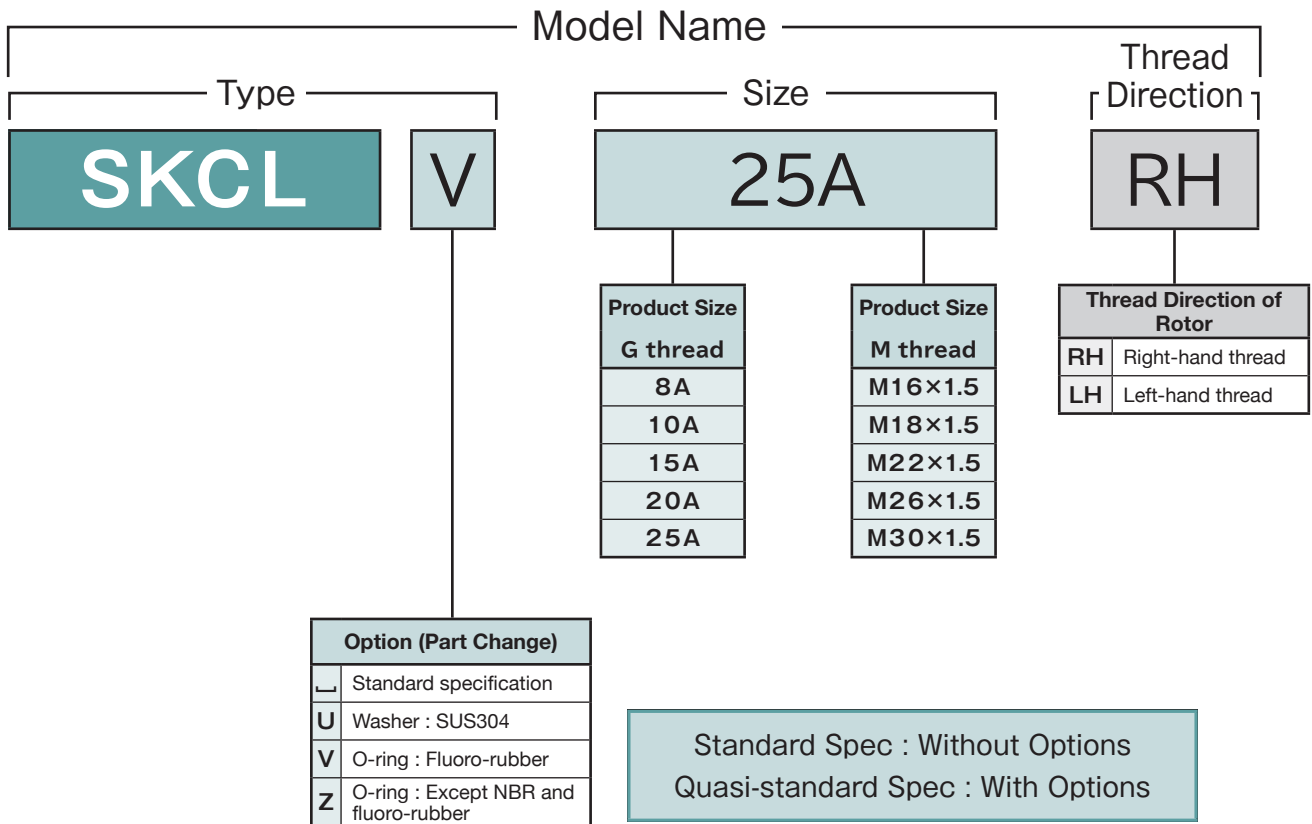 Model Name
Type
Size
Thread
Direction
SKCL
V
25A
RH
Product Size
G thread
8A
10A
15A
20A
25A
Product Size
M thread
M16×1.5
M18×1.5
M22×1.5
M26×1.5
M30×1.5
Thread Direction of
Rotor
RH Right-hand thread
LH Left-hand thread
Option (Part Change)
⎵ Standard specification
U Washer : SUS304
V O-ring : Fluoro-rubber
Z O-ring : Except NBR and
fluoro-rubber
Standard Spec : Without Options
Quasi-standard Spec : With Options